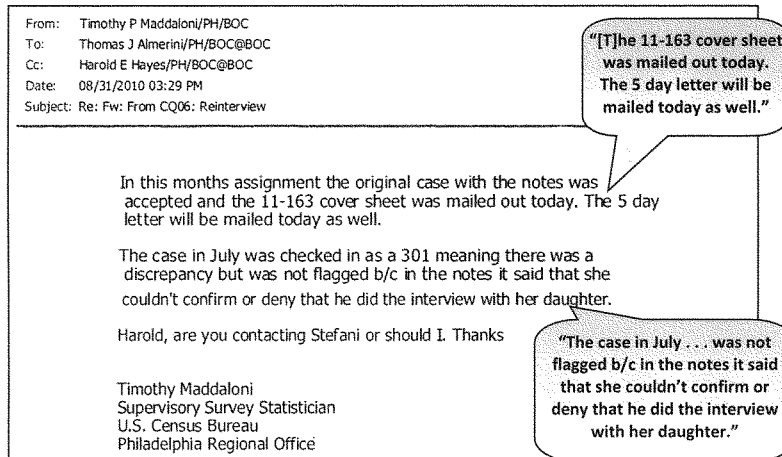 From: Timothy P Maddaloni/PH/BOC
To: Thomas J Almerini/PH/BOC@BOC
Cc: Harold E Hayes/PH/BOC@BOC
Date: 08/31/2010 03:29 PM
Subject: Re: Fw: From CQ06: Reinterview
“[T]he 11-163 cover sheet
was mailed out today.
The 5 day letter will be
mailed today as well.”
In this months assignment the original case with the notes was
accepted and the 11-163 cover sheet was mailed out today. The 5 day
letter will be mailed today as well.
The case in July was checked in as a 301 meaning there was a
discrepancy but was not flagged b/c in the notes it said that she
couldn't confirm or deny that he did the interview with her daughter.
Harold, are you contacting Stefani or should I. Thanks
“The case in July . . . was not
flagged b/c in the notes it said
that she couldn’t confirm or
deny that he did the interview
with her daughter.”
Timothy Maddaloni
Supervisory Survey Statistician
U.S. Census Bureau
Philadelphia Regional Office